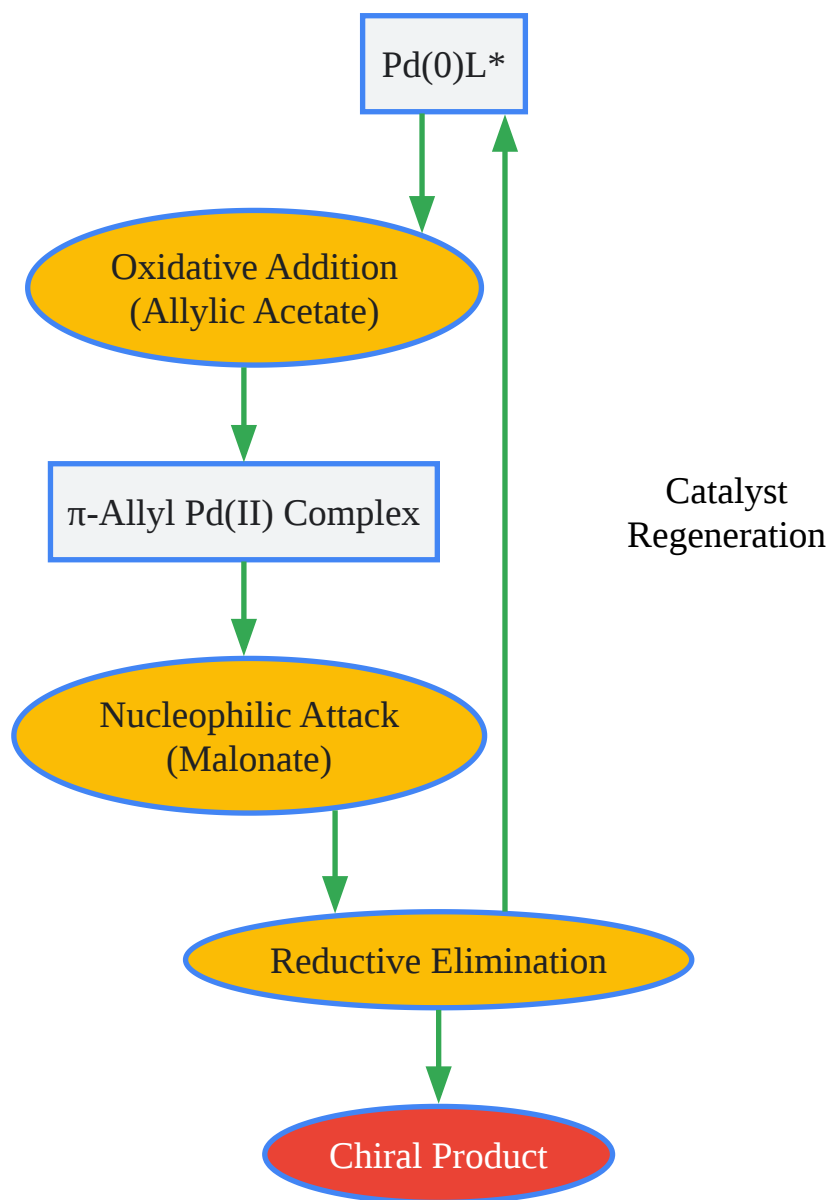 Pd(0)L*
Oxidative Addition
(Allylic Acetate)
π-Allyl Pd(II) Complex
Catalyst
Regeneration
Nucleophilic Attack
(Malonate)
Reductive Elimination
Chiral Product